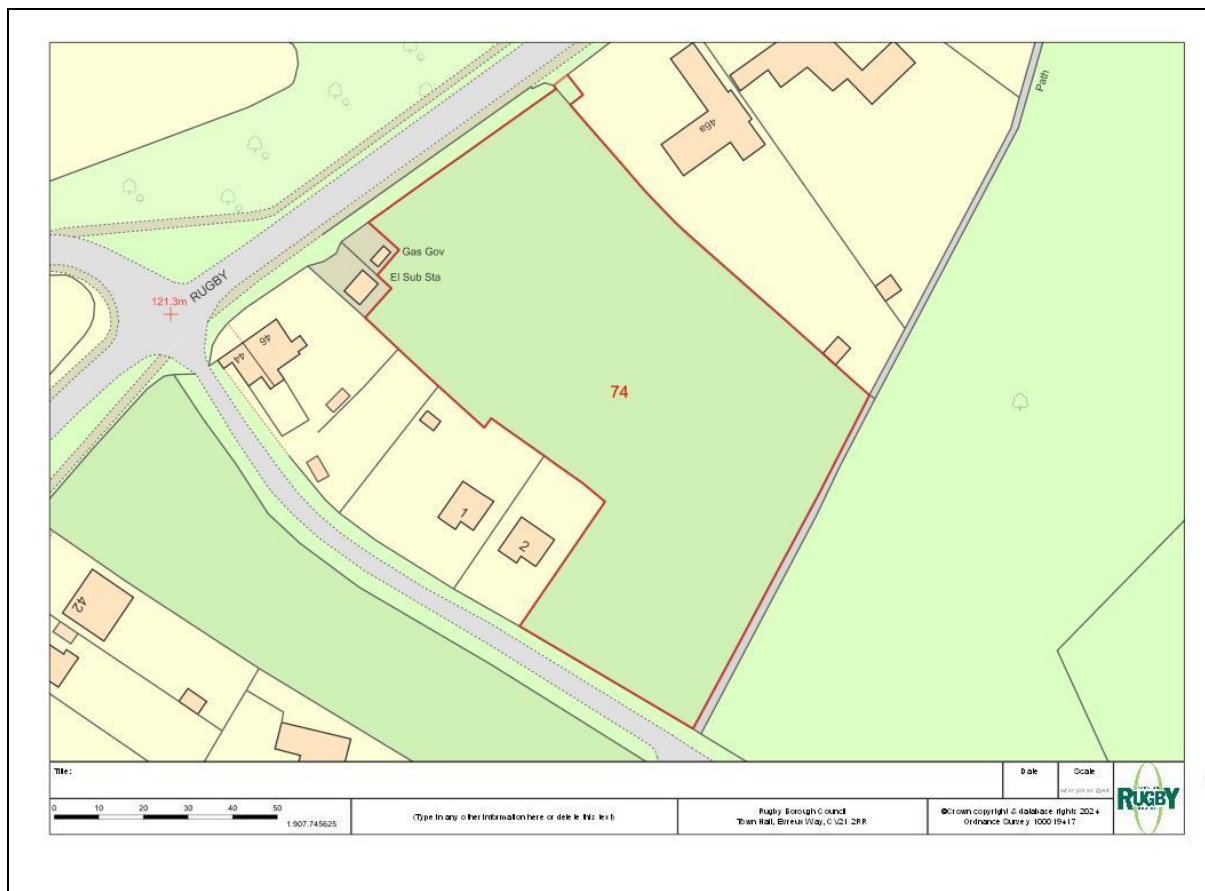 Path
46a
Gas Gov
El Sub Sta
RUGBY
121.3m
46
44
74
1
2
42
Title:
Date
Scale
0 10 20 30 40 50
1:907.745625
(Type in any other information here or delete this text)
Rugby Borough Council
Town Hall, Evreux Way, CV21 2RR
©Crown copyright & database rights 2024
Ordnance Survey 100019417
RUGBY